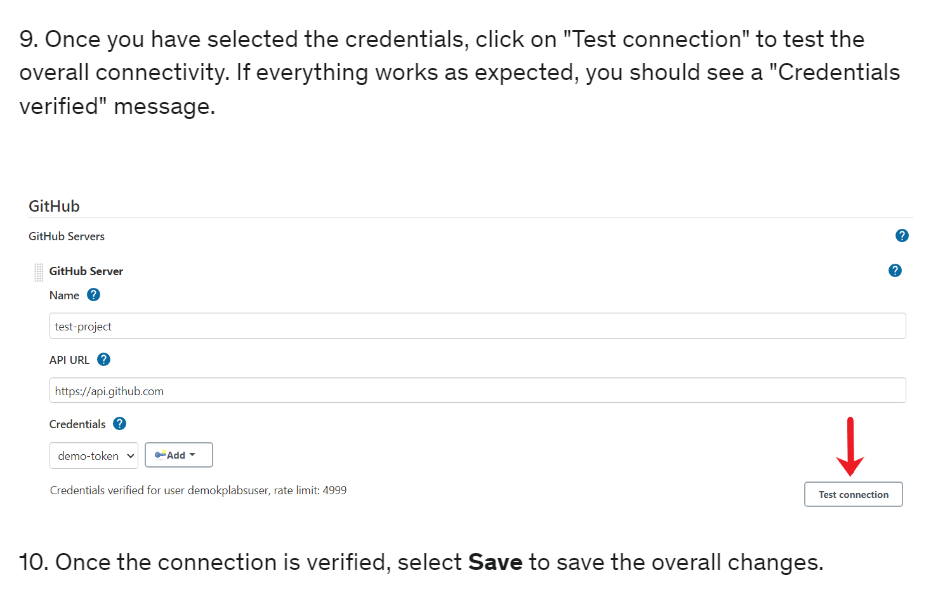 9. Once you have selected the credentials, click on "Test connection" to test the
overall connectivity. If everything works as expected, you should see a "Credentials
verified" message.
GitHub
GitHub Servers ?
GitHub Server ?
Name ?
test-project
API URL ?
https://api.github.com
Credentials ?
demo-token Add
Credentials verified for user demokplabsuser, rate limit: 4999
Test connection
10. Once the connection is verified, select Save to save the overall changes.